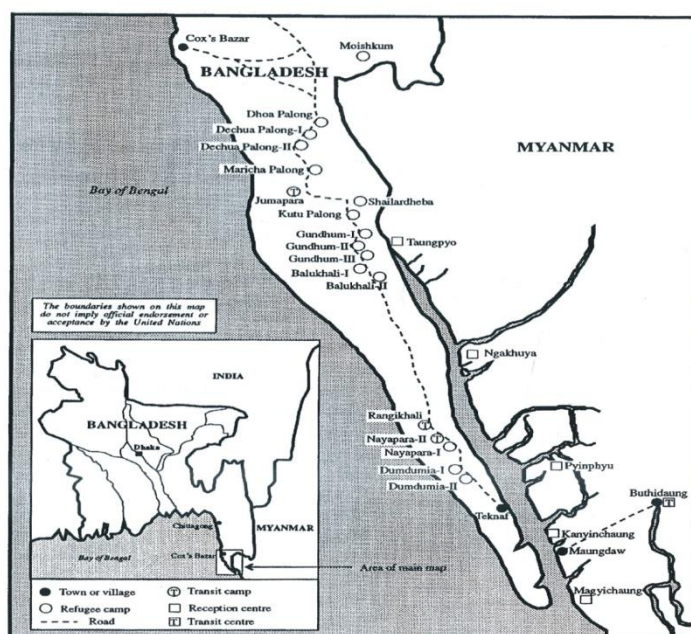 Cox's Bazar
Moishkum
BANGLADESH
Dhoa Palong
Dechua Palong-I
Dechua Palong-II
MYANMAR
Maricha Palong
Bay of Bengal
Jumapara
Shailardheba
Kutu Palong
Gundhum-I
Taungpyo
Gundhum-II
Gundhum-III
Balukhali-I
Balukhali-II
The boundaries shown on this map
do not imply official endorsement or
acceptance by the United Nations
Ngakhuya
INDIA
Rangikhali
BANGLADESH
Nayapara-II
Dhaka
Nayapara-I
Pyinphyu
Dumdumia-I
Dumdumia-II
Buthidaung
Teknaf
Chittagong
MYANMAR
Kanyinchaung
Maungdaw
Bay of Bengal
Cox's Bazar
Area of main map
Magyichaung
Town or village
T Transit camp
Refugee camp
Reception centre
Road
T Transit centre